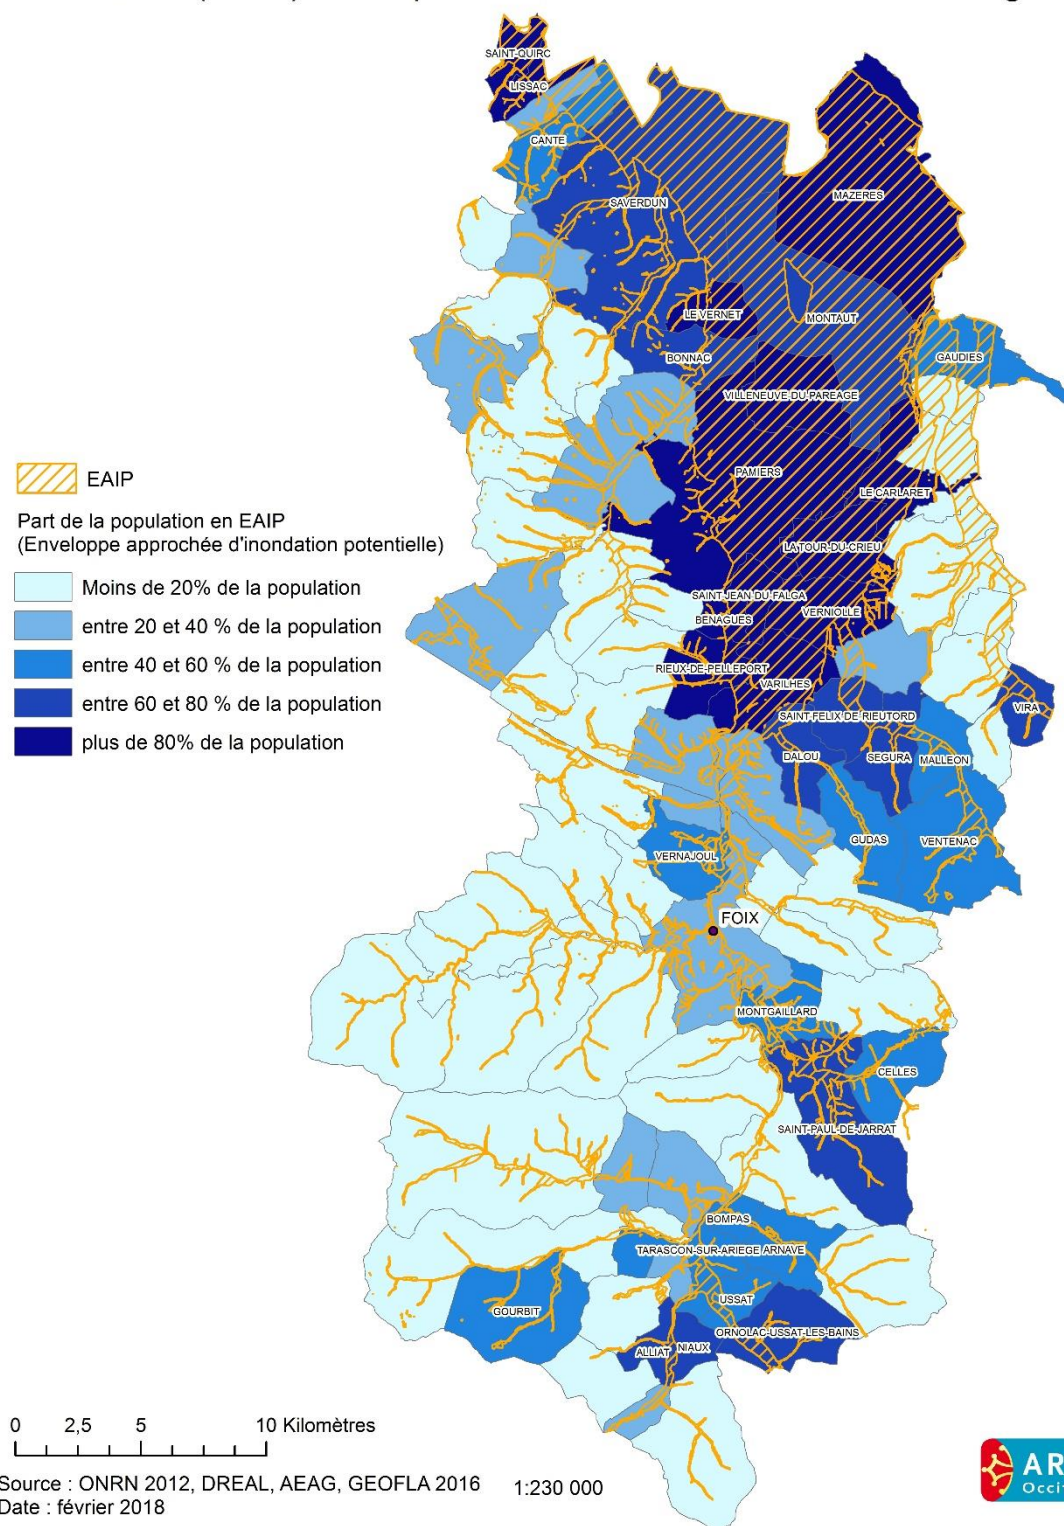 SAINT-QUIRC
LISSAC
CANTE
MAZERES
SAVERDUN
LE VERNET
MONTAUT
BONNAC
GAUDIES
VILLENEUVE-DU-PAREAGE
PAMIERS
LE CARLARET
EAIP
Part de la population en EAIP
(Enveloppe approchée d'inondation potentielle)
Moins de 20% de la population
entre 20 et 40 % de la population
entre 40 et 60 % de la population
entre 60 et 80 % de la population
plus de 80% de la population
LA TOUR-DU-CRIEU
SAINT-JEAN-DU-FALGA
VERNIOLLE
BENAGUES
RIEUX-DE-PELLEPORT
VARILHES
VIRA
SAINT-FELIX-DE-RIEUTORD
DALOU
SEGURA
MALLEON
GUDAS
VENTENAC
VERNAJOUL
FOIX
MONTGAILLARD
CELLES
SAINT-PAUL-DE-JARRAT
BOMPAS
TARASCON-SUR-ARIEGE
ARNAVE
USSAT
GOURBIT
ORNOLAC-USSAT-LES-BAINS
ALLIAT
NIAUX
0 2,5 5 10 Kilomètres
Source : ONRN 2012, DREAL, AEAG, GEOFLA 2016 1:230 000
Date : février 2018
AR
Occi